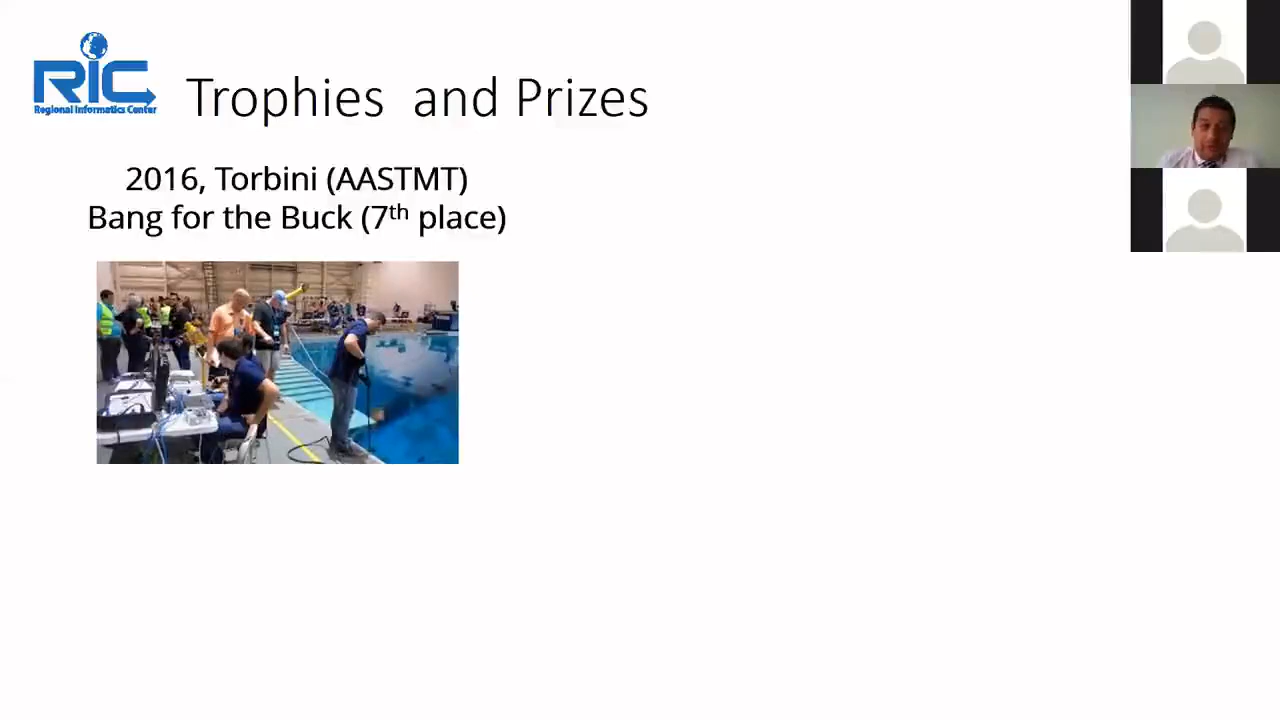 RIC
Regional Informatics Center
Trophies and Prizes
2016, Torbini (AASTMT)
Bang for the Buck (7th place)